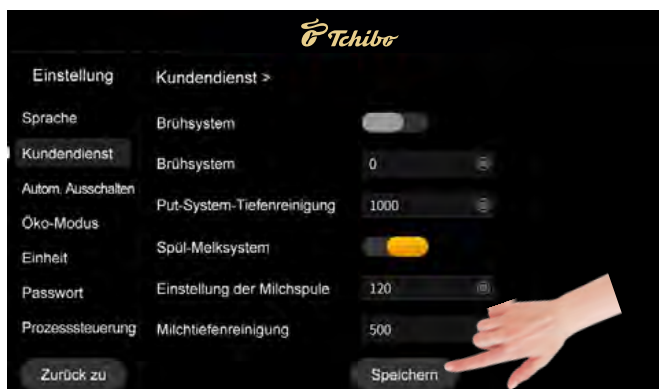 Tchibo
Einstellung
Kundendienst >
Sprache
Brühsystem
Kundendienst
Brühsystem
0
Autom. Ausschalten
Put-System-Tiefenreinigung
1000
Öko-Modus
Spül-Melksystem
Einheit
Passwort
Einstellung der Milchspule
120
Prozesssteuerung
Milchtiefenreinigung
500
Zurück zu
Speichern